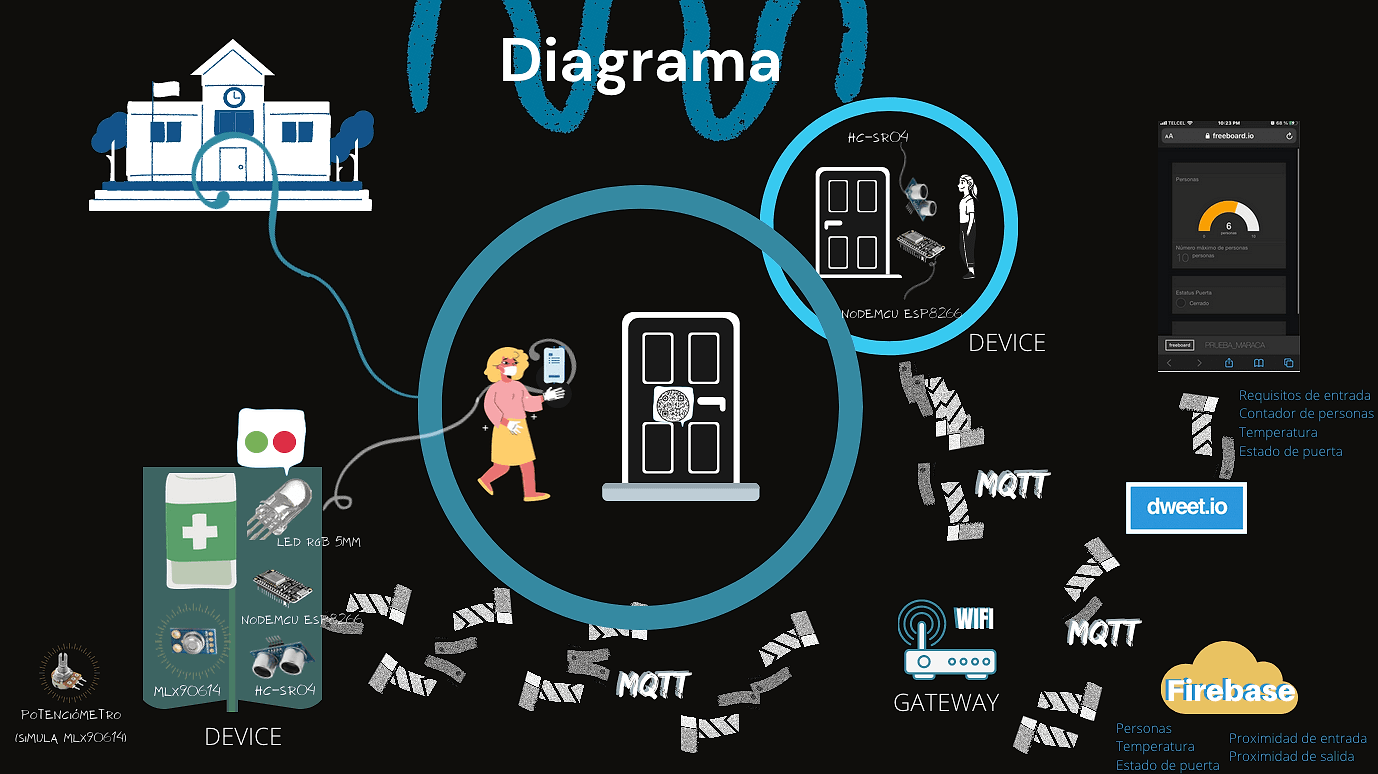 Diagrama
HC-SR04
NODEMCU ESP8266
DEVICE
TELCEL
10:23 PM
68 %
AA
freeboard.io
Personas
6
personas
0
10
Número máximo de personas
10 personas
Estatus Puerta
Cerrado
freeboard
PRUEBA_MARACA
Requisitos de entrada
Contador de personas
Temperatura
Estado de puerta
MQTT
dweet.io
LED RGB 5MM
NODEMCU ESP8266
MLX90614
HC-SR04
POTENCIÓMETRO
(SIMULA MLX90614)
DEVICE
MQTT
WIFI
GATEWAY
MQTT
Firebase
Personas
Temperatura
Estado de puerta
Proximidad de entrada
Proximidad de salida